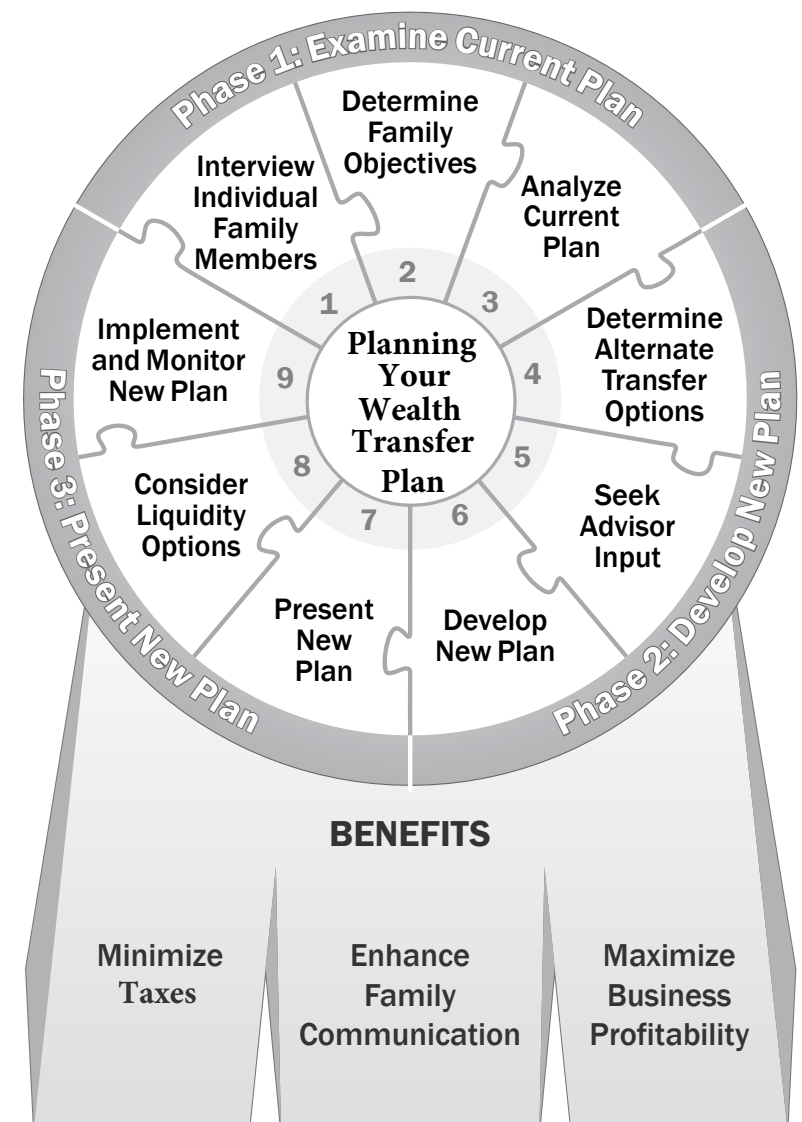 Phase 1: Examine Current Plan
Interview
Individual
Family
Members
1
Determine
Family
Objectives
2
Analyze
Current
Plan
3
Phase 2: Develop New Plan
Determine
Alternate
Transfer
Options
4
Seek
Advisor
Input
5
Develop
New Plan
6
Phase 3: Present New Plan
Present
New
Plan
7
Consider
Liquidity
Options
8
Implement
and Monitor
New Plan
9
Planning
Your
Wealth
Transfer
Plan
BENEFITS
Minimize
Taxes
Enhance
Family
Communication
Maximize
Business
Profitability